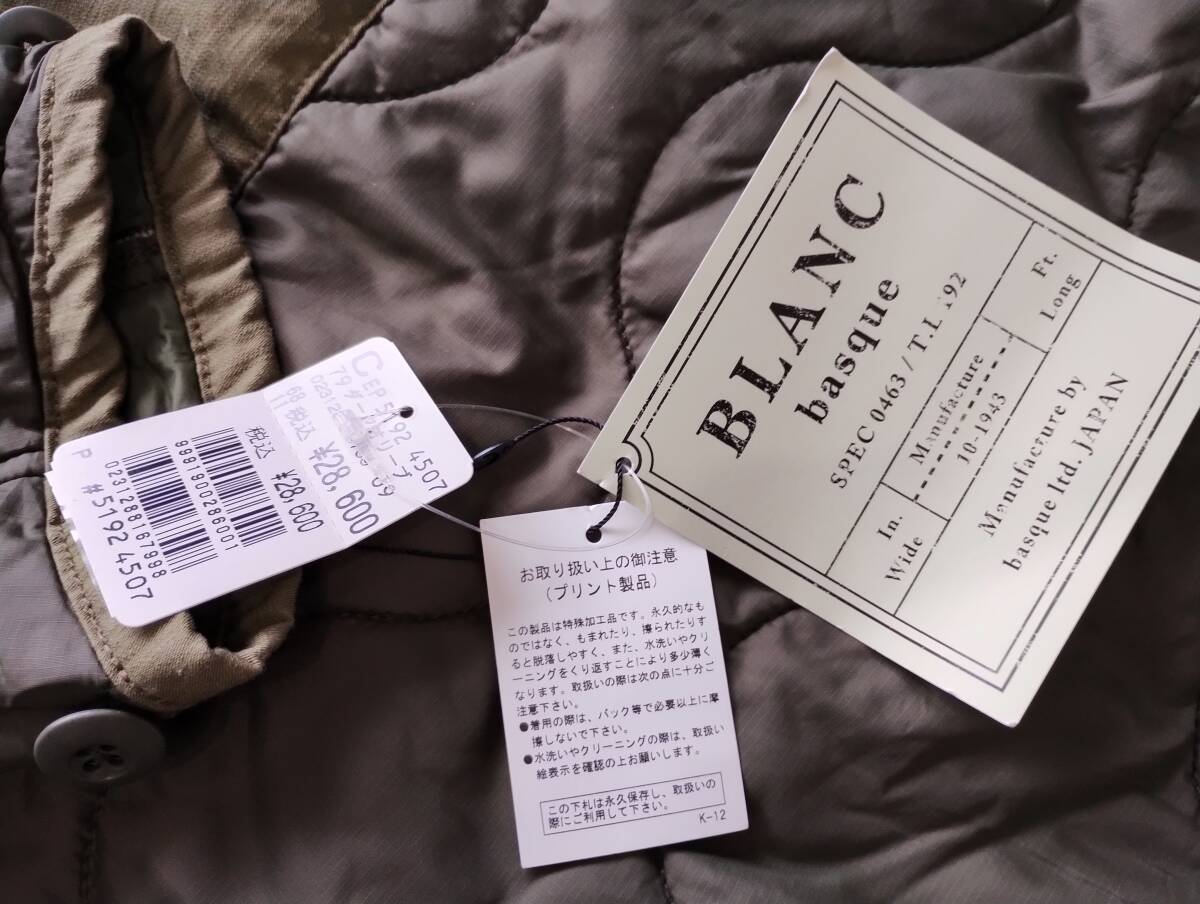 C EP 5192 4507
¥28,600
68 税込 ¥28,600
11 税込
9991900286001
0231288167998
P #5192 4507
お取り扱い上の御注意
(プリント製品)
この製品は特殊加工品です。永久的なも
のではなく、もまれたり、擦られたりす
ると脱落しやすく、また、水洗いやクリ
ーニングをくり返すことにより多少薄く
なります。取扱いの際は次の点に十分ご
注意下さい。
●着用の際は、バック等で必要以上に摩
擦しないで下さい。
●水洗いやクリーニングの際は、取扱い
絵表示を確認の上お願いします。
この下札は永久保存し、取扱いの
際にご利用して下さい。
K-12
BLANC
basque
SPEC 0463 / T.L 192
Manufacture
10-1943
Ft.
Long
In.
Wide
Manufacture by
basque ltd. JAPAN